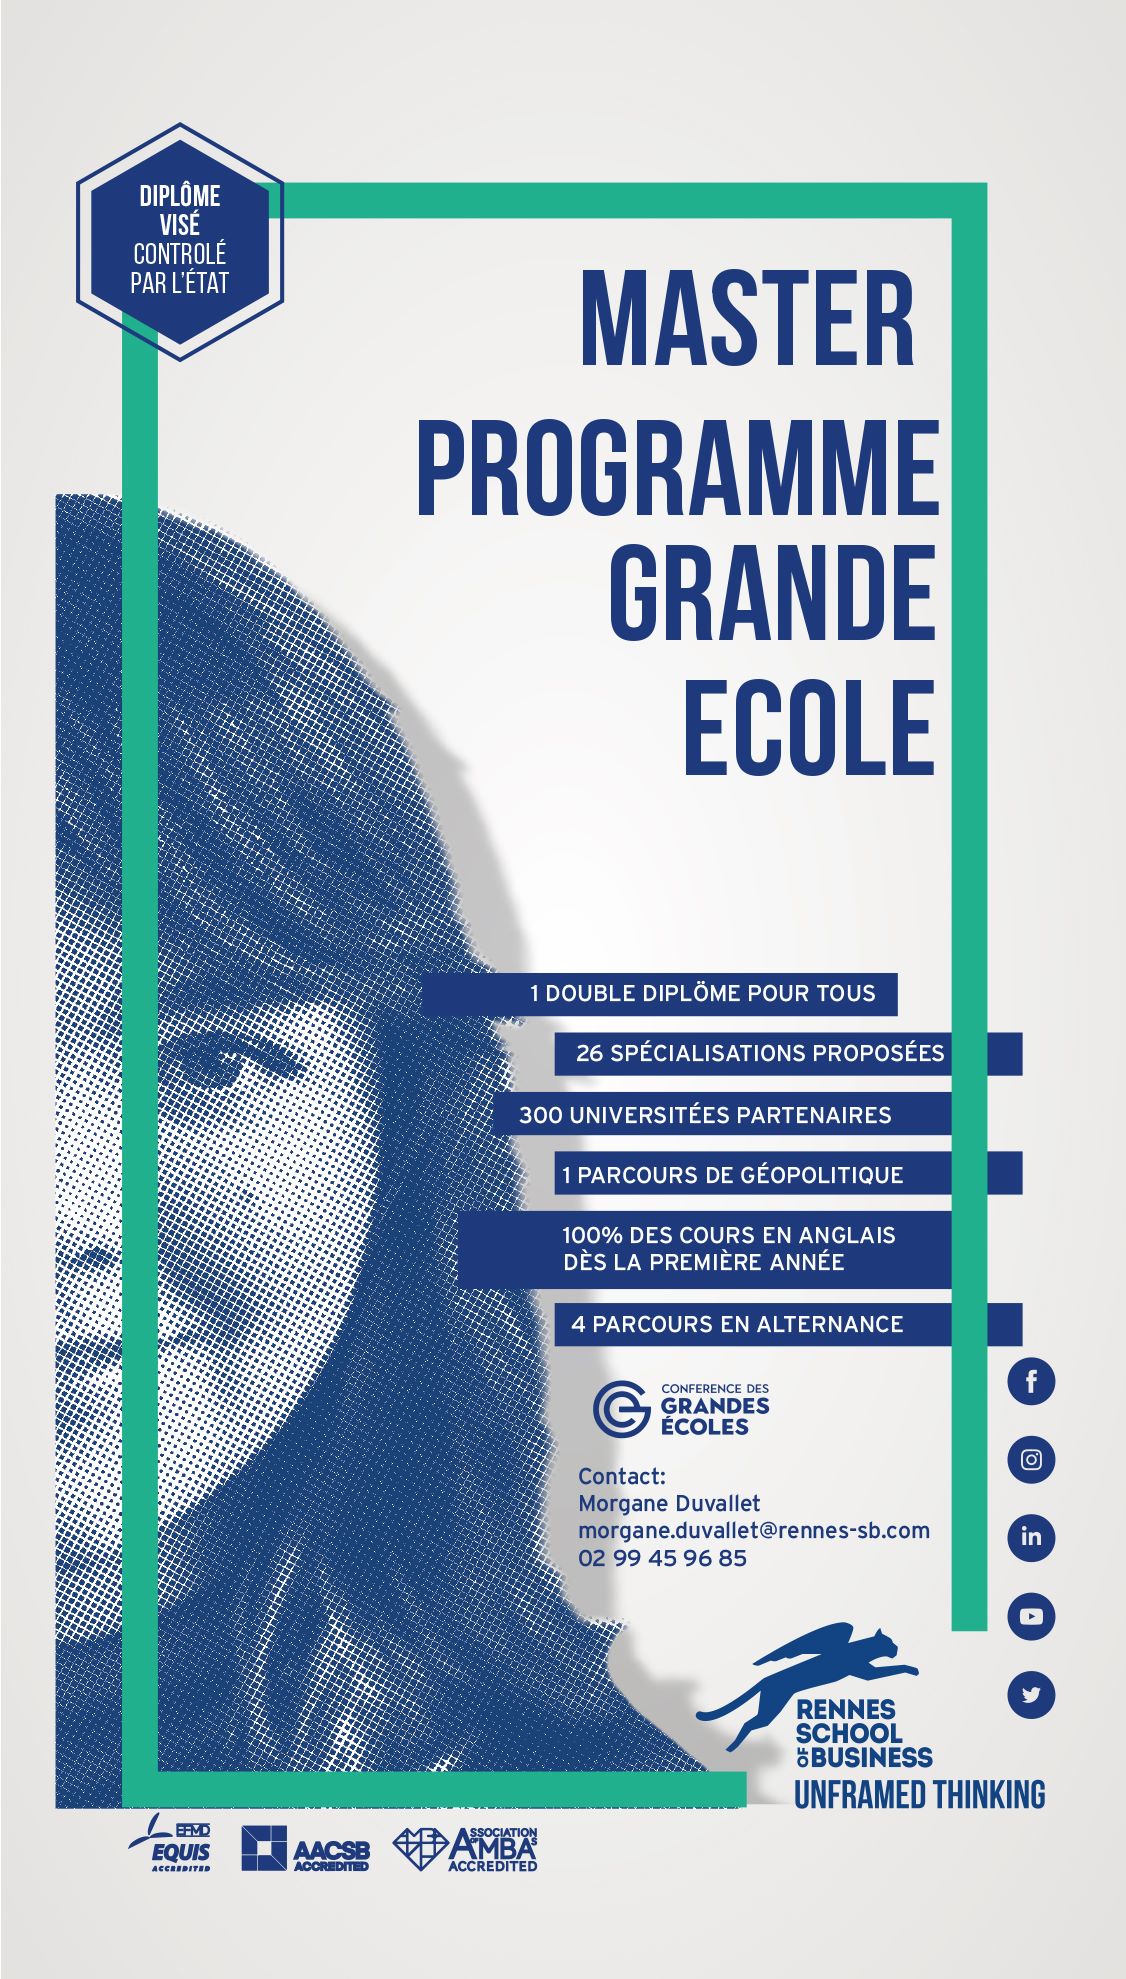 DIPLÔME
VISÉ
CONTROLÉ
PAR L'ÉTAT
MASTER
PROGRAMME
GRANDE
ECOLE
1 DOUBLE DIPLÖME POUR TOUS
26 SPÉCIALISATIONS PROPOSÉES
300 UNIVERSITÉES PARTENAIRES
1 PARCOURS DE GÉOPOLITIQUE
100% DES COURS EN ANGLAIS
DÈS LA PREMIÈRE ANNÉE
4 PARCOURS EN ALTERNANCE
CONFERENCE DES
GRANDES
ÉCOLES
Contact:
Morgane Duvallet
morgane.duvallet@rennes-sb.com
02 99 45 96 85
RENNES
SCHOOL
OF BUSINESS
UNFRAMED THINKING
EFMD
EQUIS
ACCREDITED
AACSB
ACCREDITED
ASSOCIATION
OF AMBAs
ACCREDITED